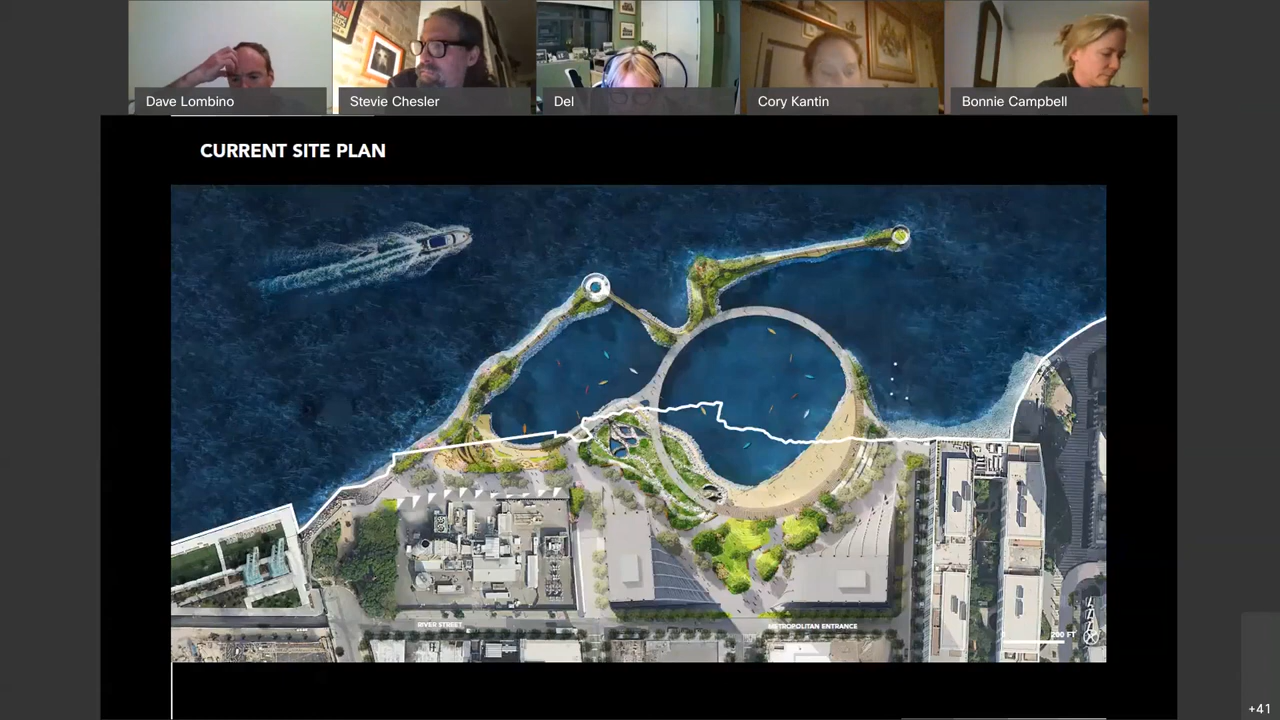 Dave Lombino
Stevie Chesler
Del
Cory Kantin
Bonnie Campbell
CURRENT SITE PLAN
RIVER STREET
METROPOLITAN ENTRANCE
200 FT
+41